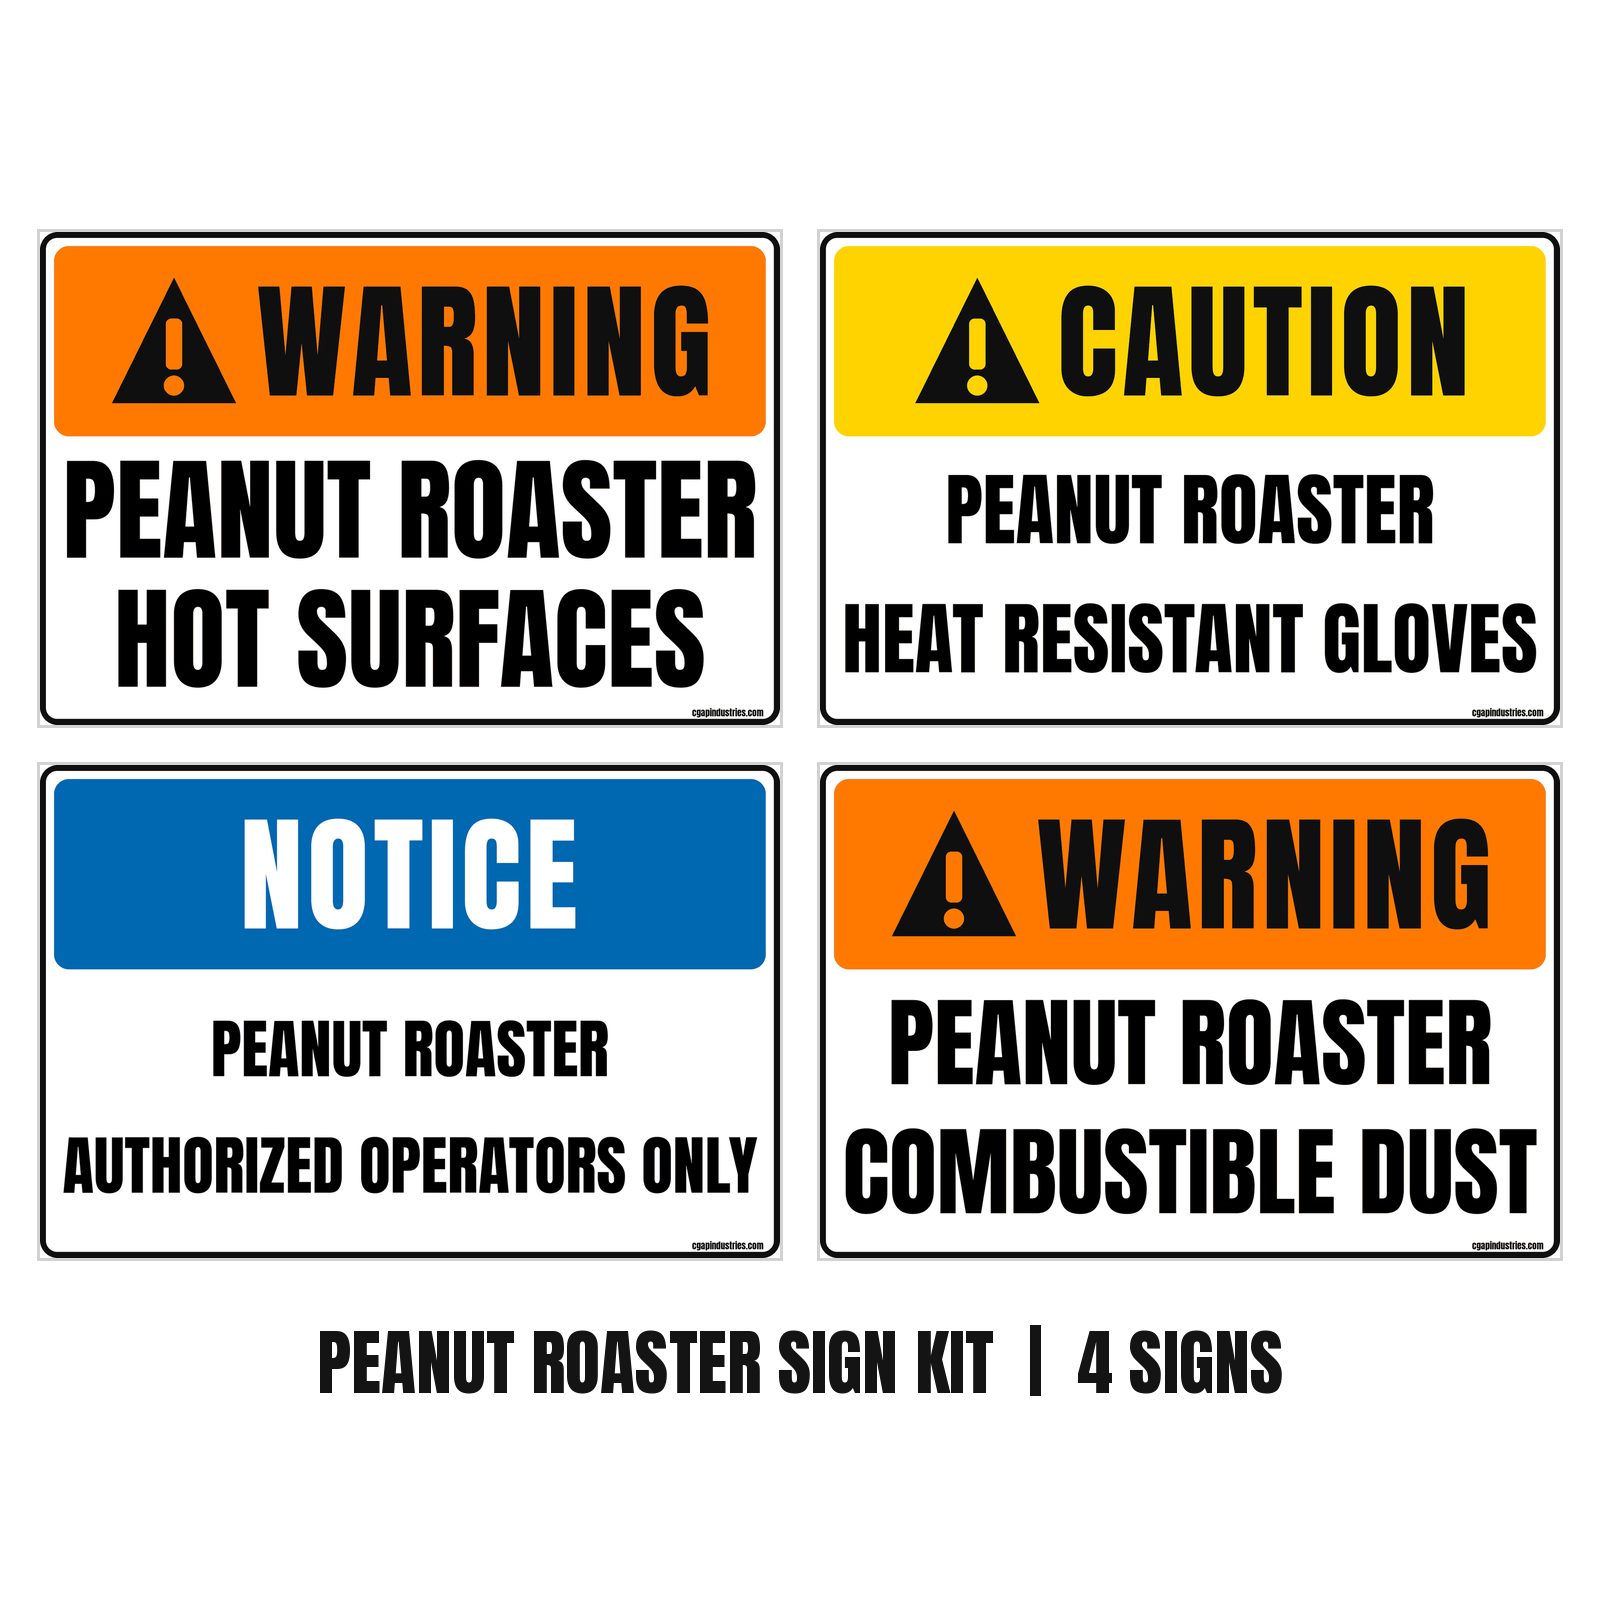 WARNING
PEANUT ROASTER
HOT SURFACES
cgapindustries.com
CAUTION
PEANUT ROASTER
HEAT RESISTANT GLOVES
cgapindustries.com
NOTICE
PEANUT ROASTER
AUTHORIZED OPERATORS ONLY
cgapindustries.com
WARNING
PEANUT ROASTER
COMBUSTIBLE DUST
cgapindustries.com
PEANUT ROASTER SIGN KIT | 4 SIGNS